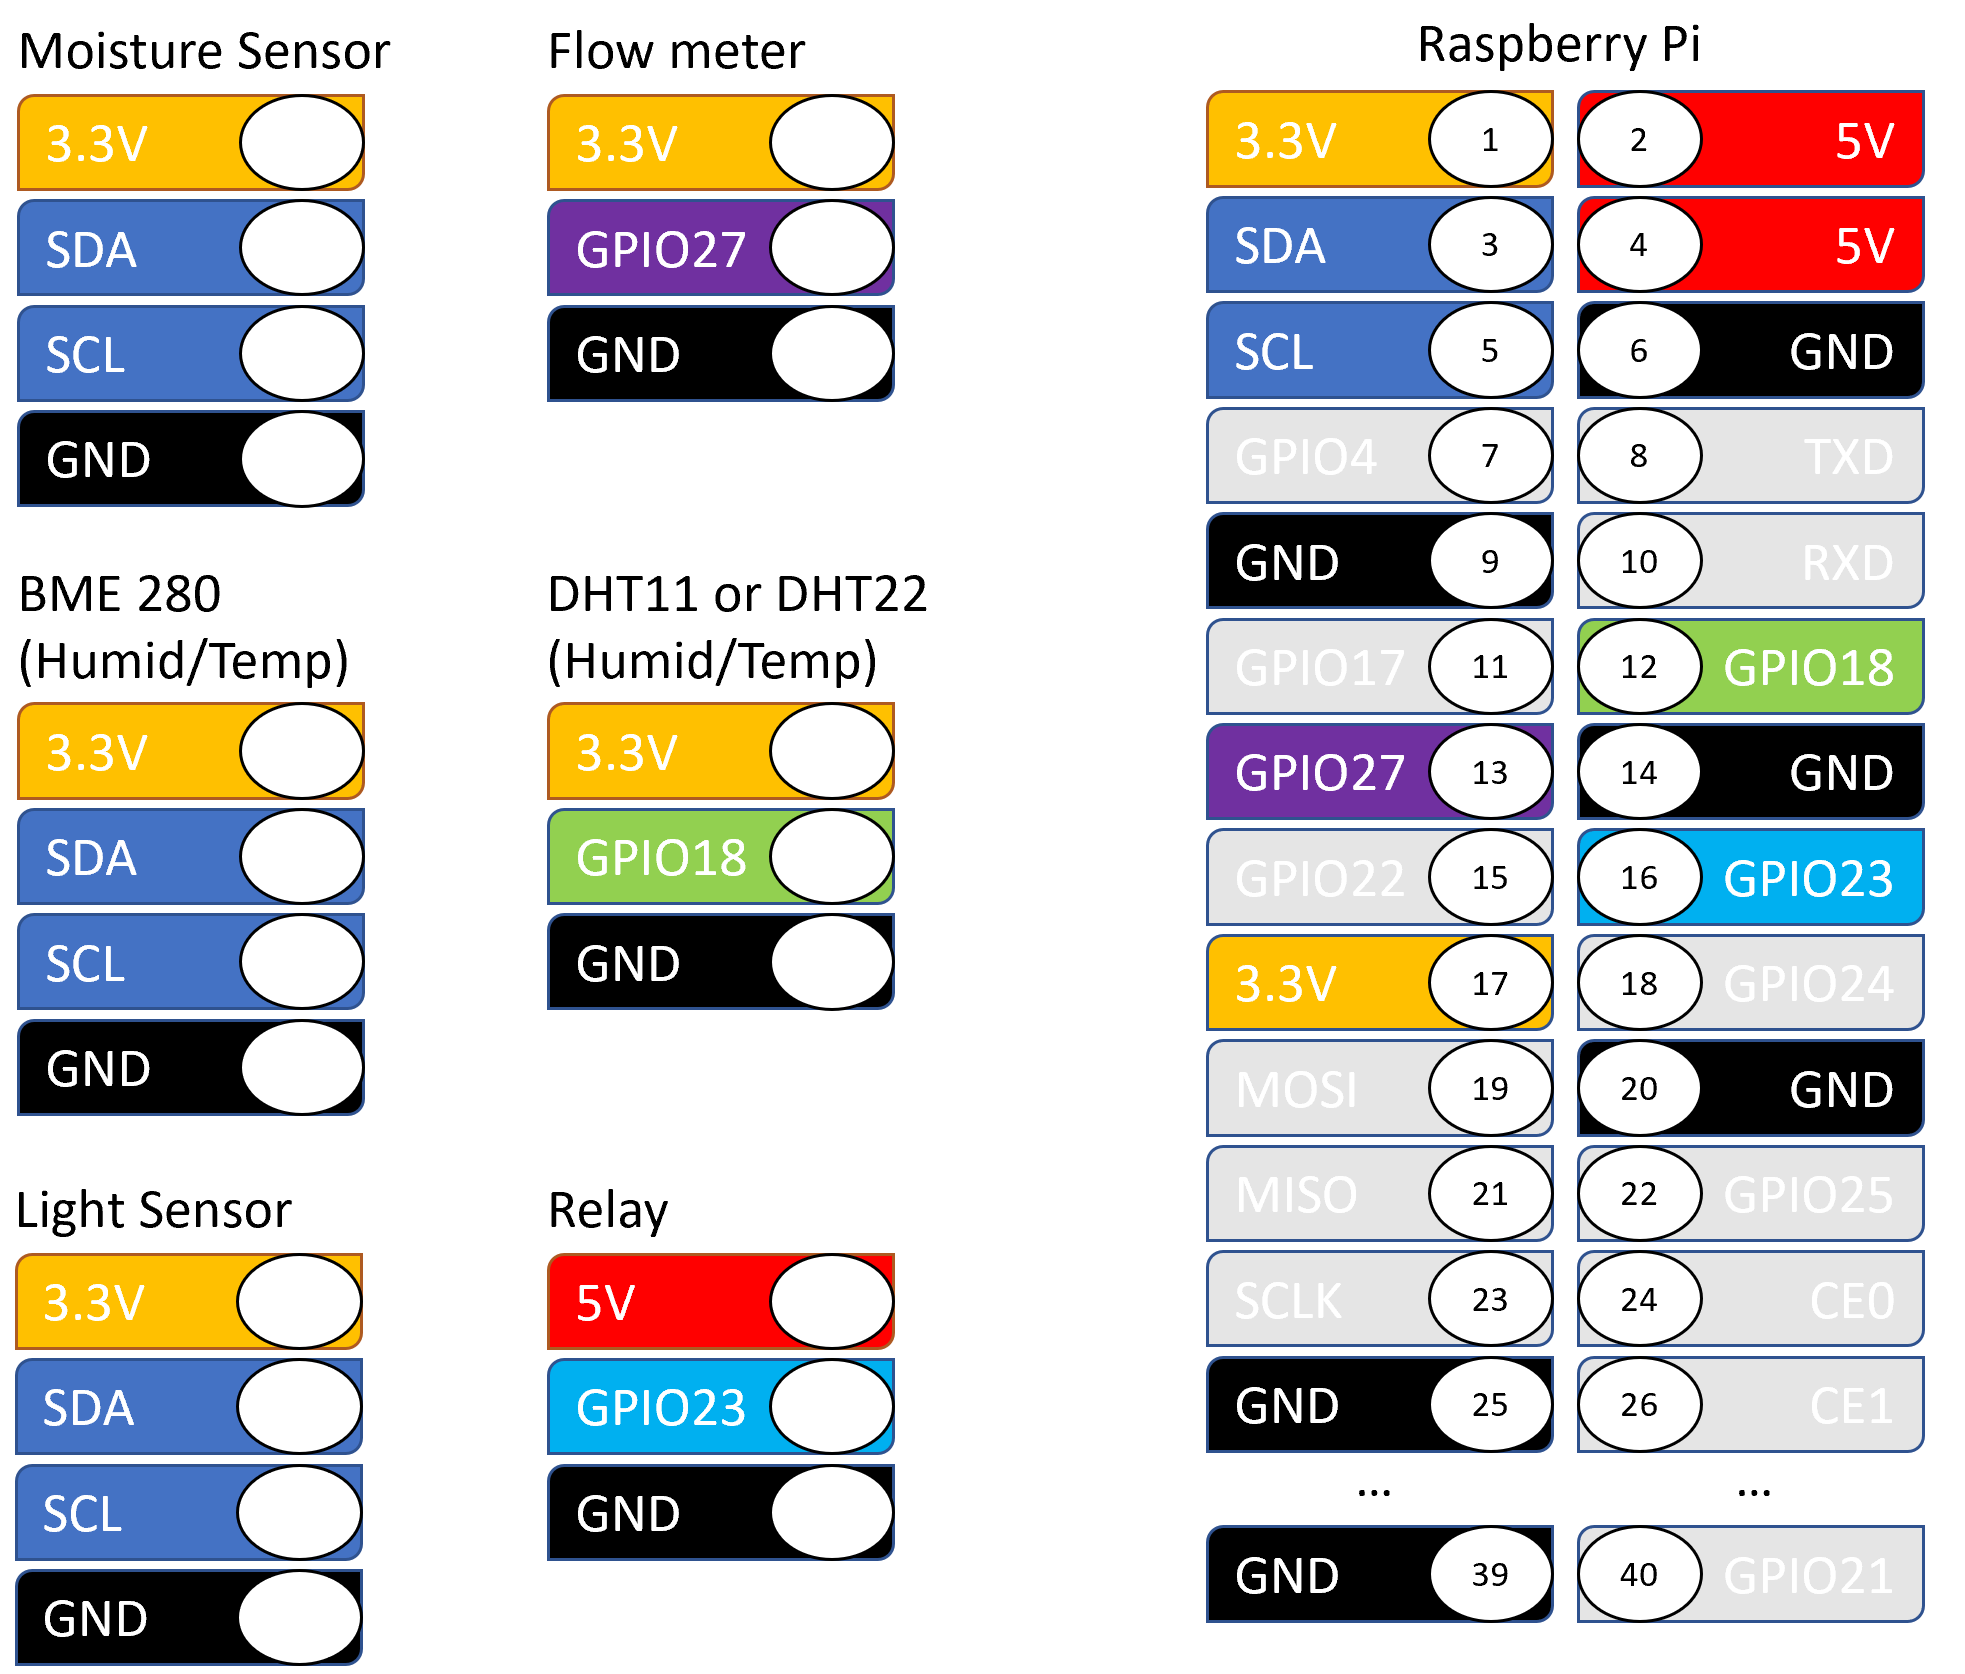 Moisture Sensor
3.3V
SDA
SCL
GND
Flow meter
3.3V
GPIO27
GND
BME 280
(Humid/Temp)
3.3V
SDA
SCL
GND
DHT11 or DHT22
(Humid/Temp)
3.3V
GPIO18
GND
Light Sensor
3.3V
SDA
SCL
GND
Relay
5V
GPIO23
GND
Raspberry Pi
3.3V 1 2 5V
SDA 3 4 5V
SCL 5 6 GND
GPIO4 7 8 TXD
GND 9 10 RXD
GPIO17 11 12 GPIO18
GPIO27 13 14 GND
GPIO22 15 16 GPIO23
3.3V 17 18 GPIO24
MOSI 19 20 GND
MISO 21 22 GPIO25
SCLK 23 24 CE0
GND 25 26 CE1
... ...
GND 39 40 GPIO21